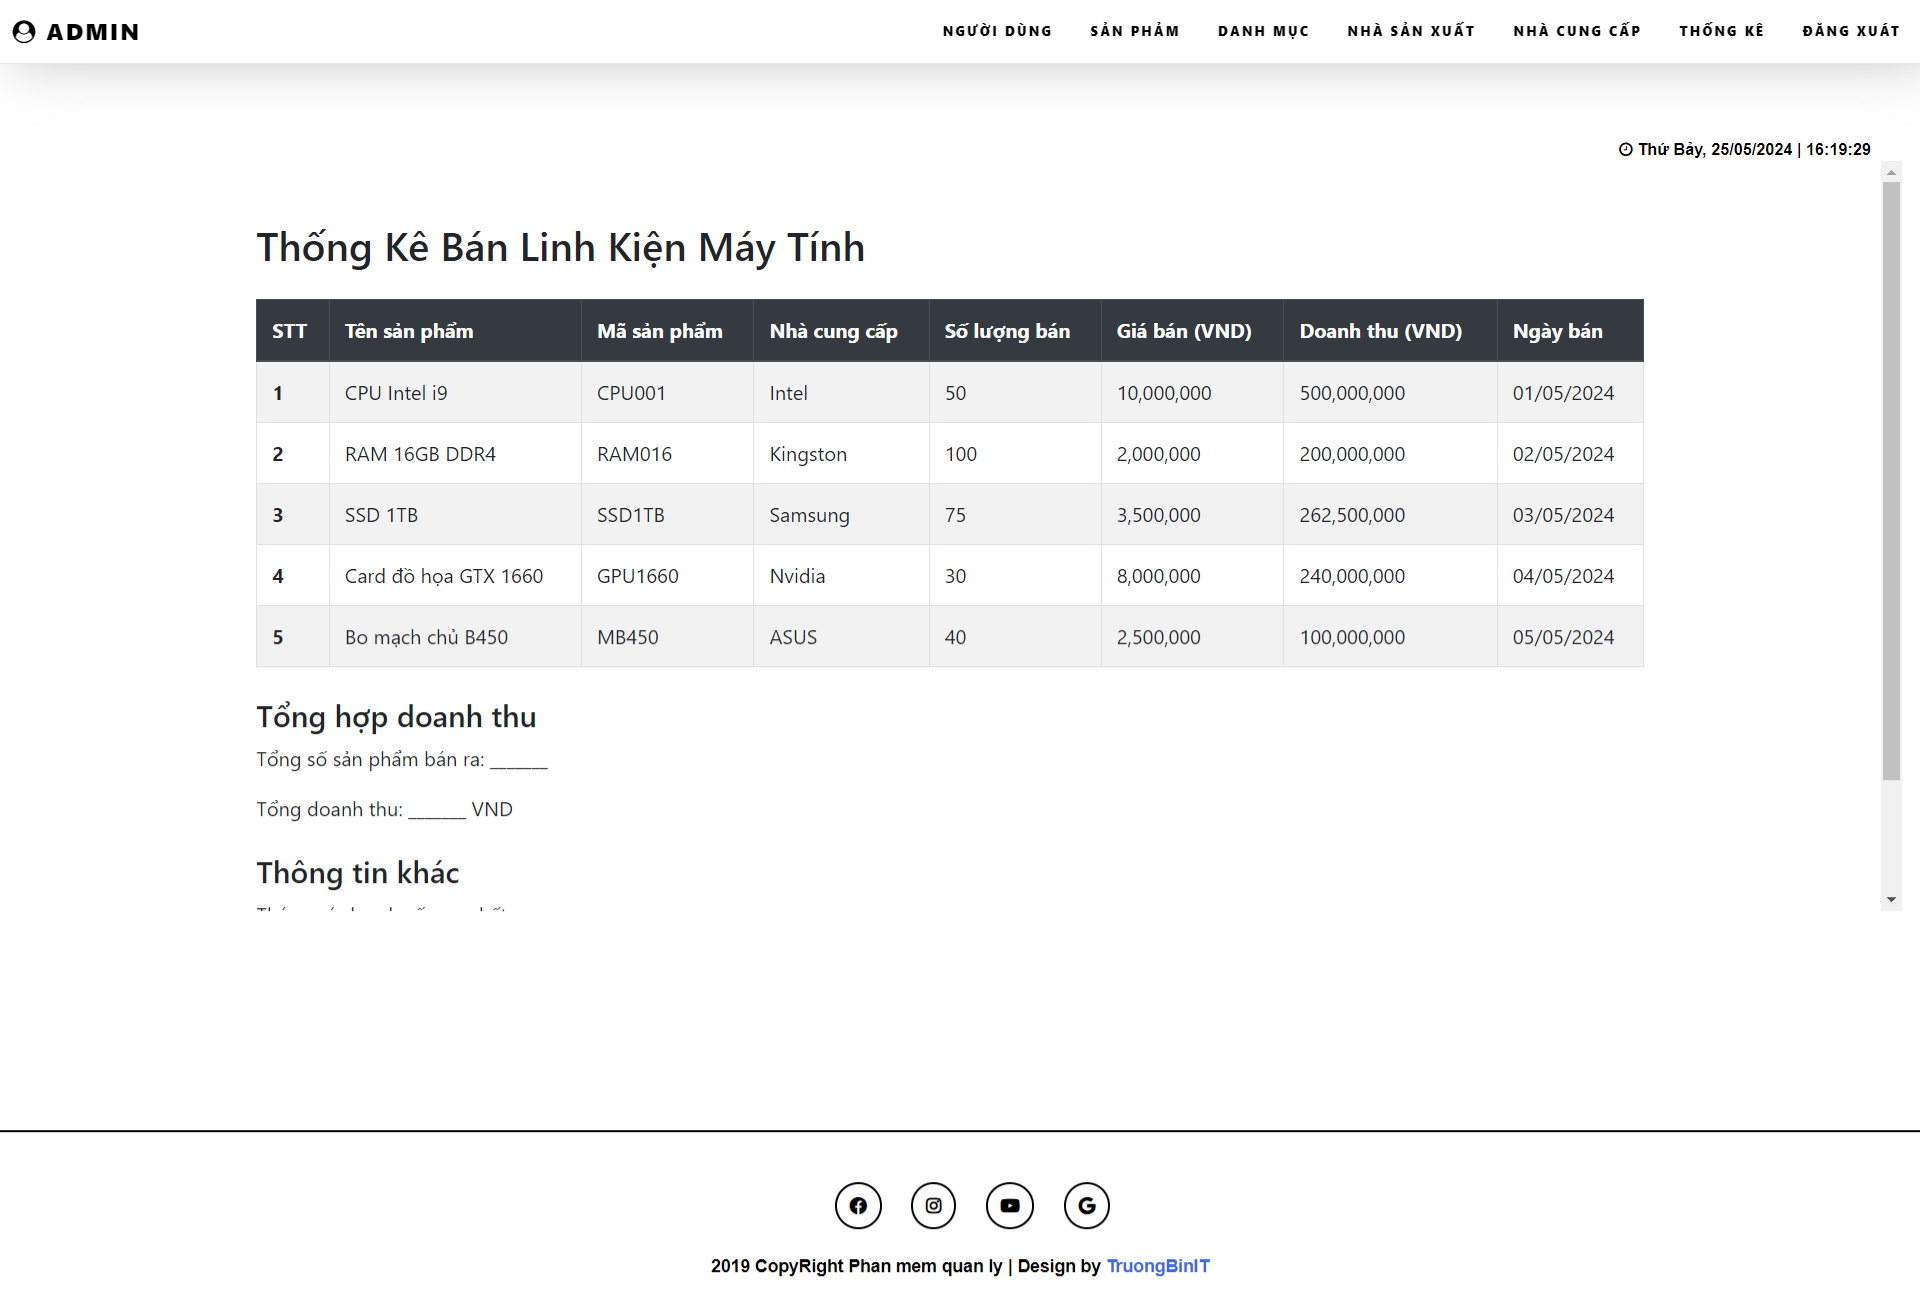 ADMIN
NGƯỜI DÙNG SẢN PHẢM DANH MỤC NHÀ SẢN XUẤT NHÀ CUNG CẤP THỐNG KÊ ĐĂNG XUÁT
Thứ Bảy, 25/05/2024 | 16:19:29
Thống Kê Bán Linh Kiện Máy Tính
STT Tên sản phẩm Mã sản phẩm Nhà cung cấp Số lượng bán Giá bán (VND) Doanh thu (VND) Ngày bán
1 CPU Intel i9 CPU001 Intel 50 10,000,000 500,000,000 01/05/2024
2 RAM 16GB DDR4 RAM016 Kingston 100 2,000,000 200,000,000 02/05/2024
3 SSD 1TB SSD1TB Samsung 75 3,500,000 262,500,000 03/05/2024
4 Card đồ họa GTX 1660 GPU1660 Nvidia 30 8,000,000 240,000,000 04/05/2024
5 Bo mạch chủ B450 MB450 ASUS 40 2,500,000 100,000,000 05/05/2024
Tổng hợp doanh thu
Tổng số sản phẩm bán ra: _______
Tổng doanh thu: _______ VND
Thông tin khác
2019 CopyRight Phan mem quan ly | Design by TruongBinIT